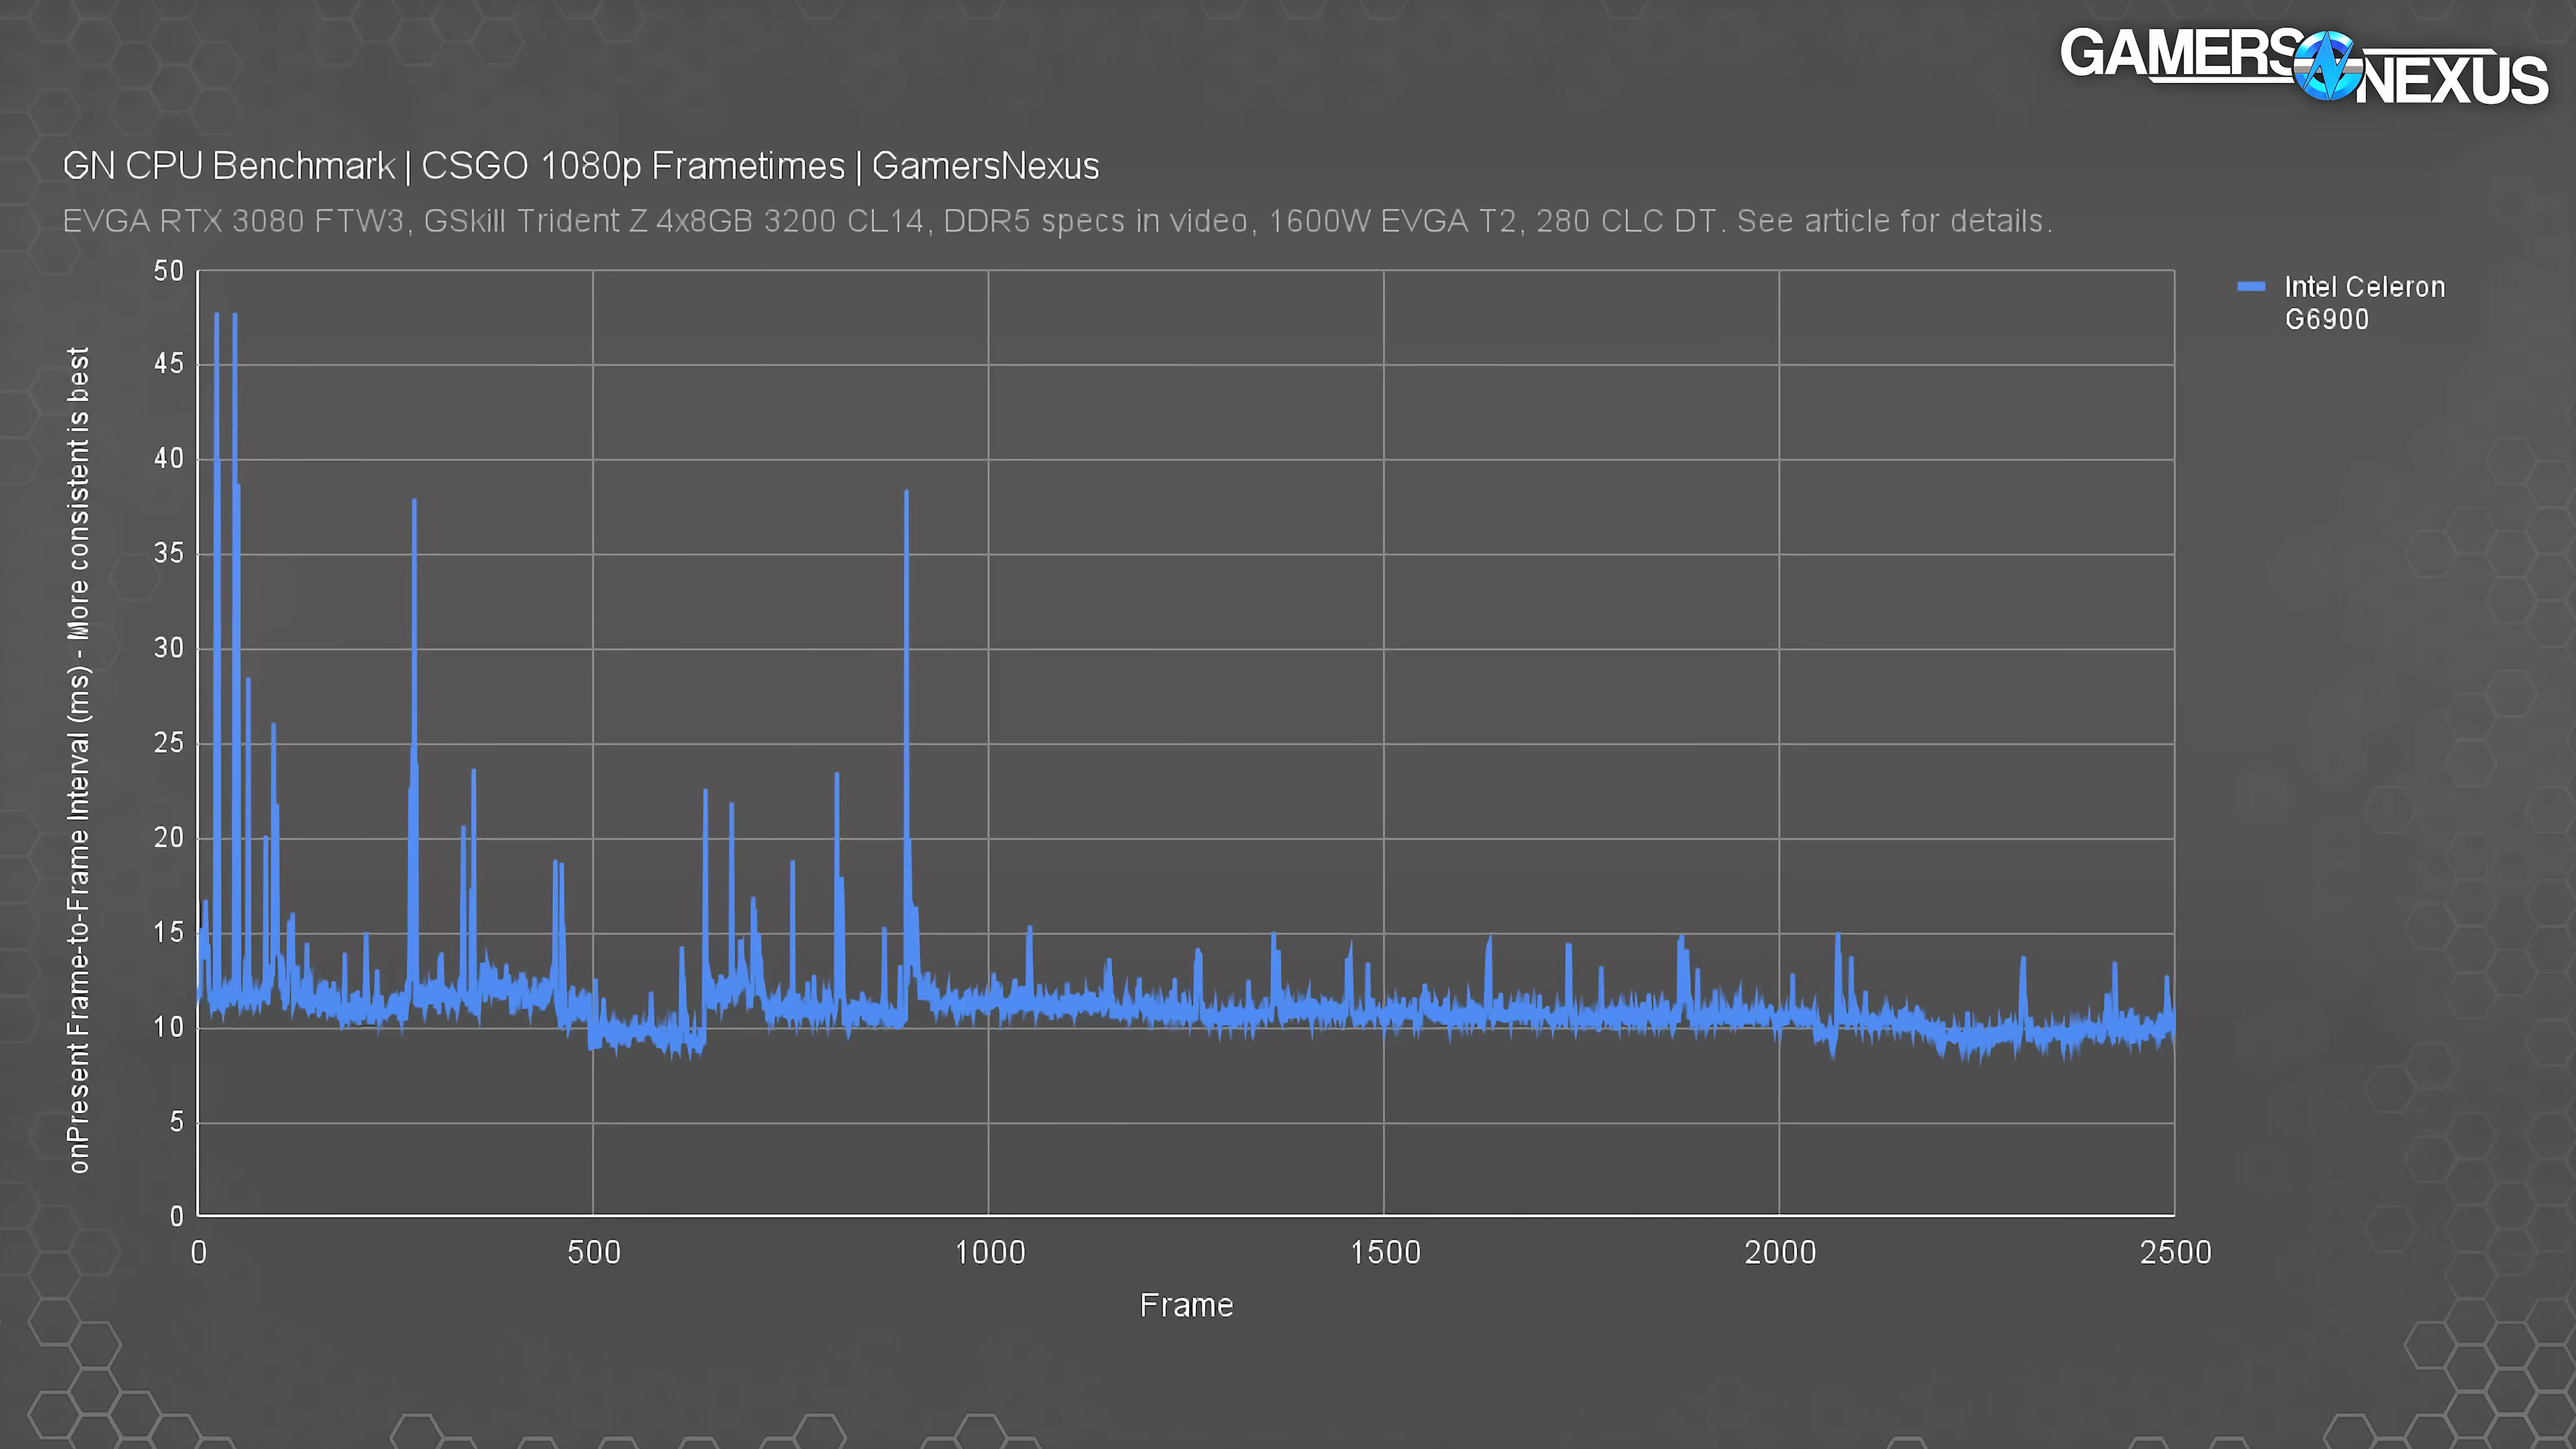 GAMERS NEXUS
GN CPU Benchmark | CSGO 1080p Frametimes | GamersNexus
EVGA RTX 3080 FTW3, GSkill Trident Z 4x8GB 3200 CL14, DDR5 specs in video, 1600W EVGA T2, 280 CLC DT. See article for details.
onPresent Frame-to-Frame Interval (ms) - More consistent is best
50
45
40
35
30
25
20
15
10
5
0
0 500 1000 1500 2000 2500
Frame
Intel Celeron
G6900